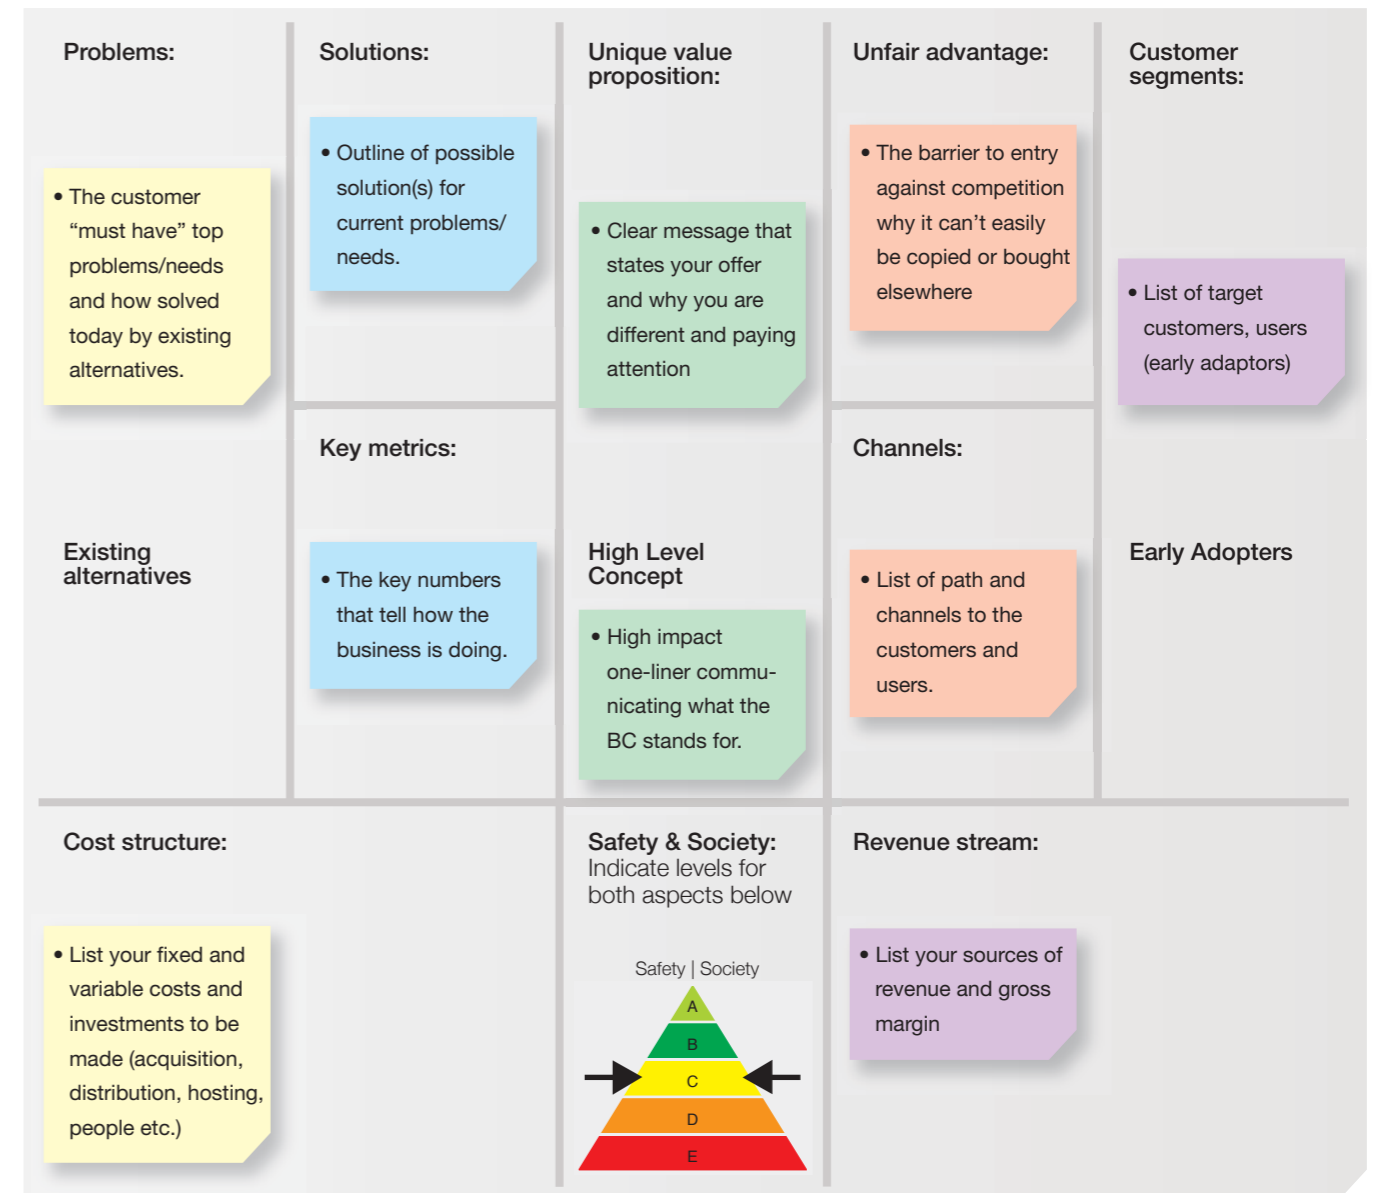 Problems:
• The customer
“must have” top
problems/needs
and how solved
today by existing
alternatives.
Existing
alternatives
Solutions:
• Outline of possible
solution(s) for
current problems/
needs.
Key metrics:
• The key numbers
that tell how the
business is doing.
Unique value
proposition:
• Clear message that
states your offer
and why you are
different and paying
attention
High Level
Concept
• High impact
one-liner commu-
nicating what the
BC stands for.
Unfair advantage:
• The barrier to entry
against competition
why it can’t easily
be copied or bought
elsewhere
Channels:
• List of path and
channels to the
customers and
users.
Customer
segments:
• List of target
customers, users
(early adaptors)
Early Adopters
Cost structure:
• List your fixed and
variable costs and
investments to be
made (acquisition,
distribution, hosting,
people etc.)
Safety & Society:
Indicate levels for
both aspects below
Safety | Society
A
B
C
D
E
Revenue stream:
• List your sources of
revenue and gross
margin